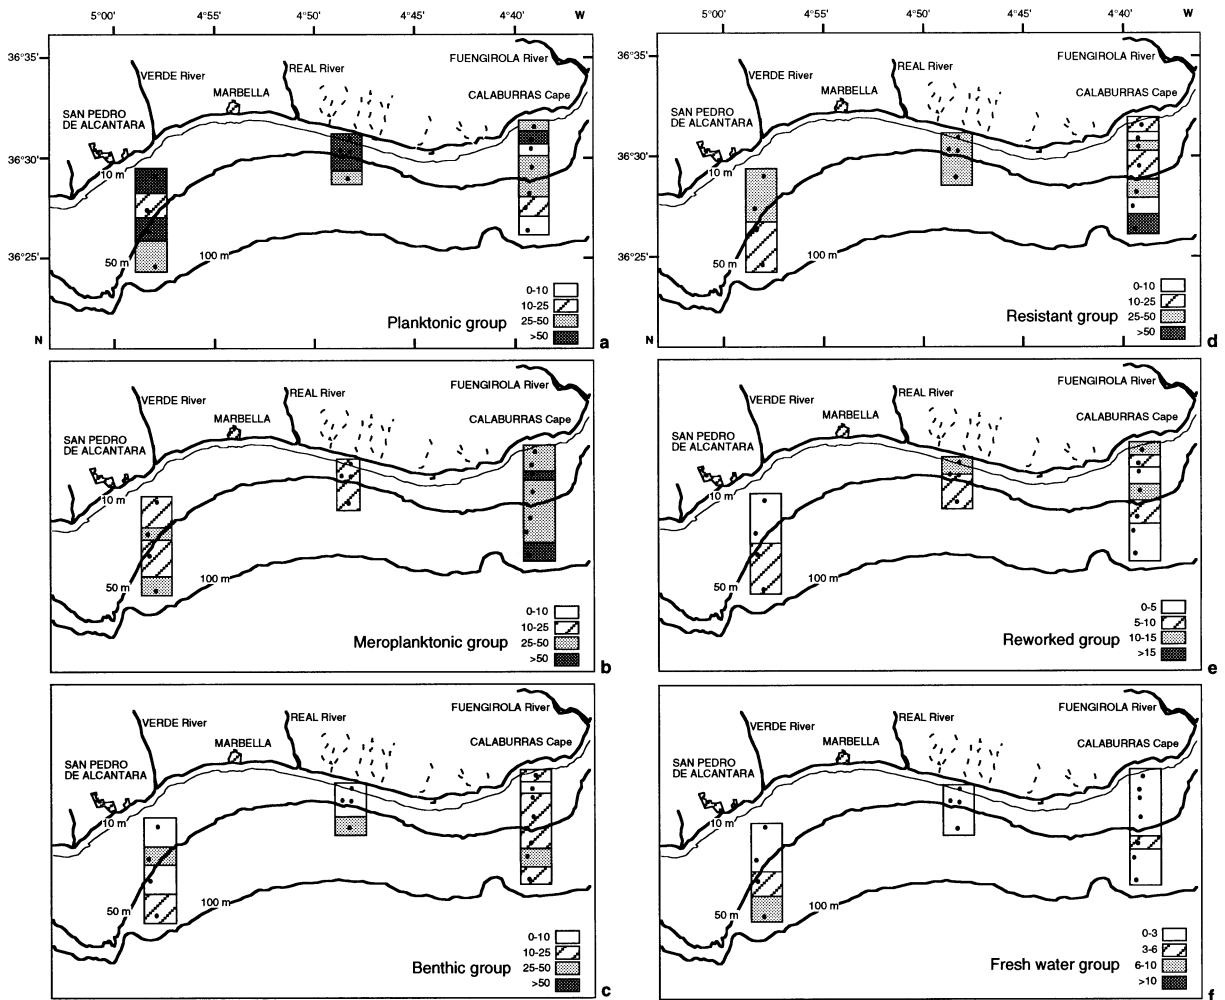 5°00' 4°55' 4°50' 4°45' 4°40' W
36°35'
FUENGIROLA River
VERDE River
REAL River
MARBELLA
CALABURRAS Cape
SAN PEDRO
DE ALCANTARA
36°30'
10 m
36°25'
50 m
100 m
0-10
10-25
Planktonic group
25-50
>50
N
a
5°00' 4°55' 4°50' 4°45' 4°40' W
36°35'
FUENGIROLA River
VERDE River
REAL River
MARBELLA
CALABURRAS Cape
SAN PEDRO
DE ALCANTARA
36°30'
10 m
36°25'
50 m
100 m
0-10
10-25
Resistant group
25-50
>50
N
d
FUENGIROLA River
VERDE River
REAL River
MARBELLA
CALABURRAS Cape
SAN PEDRO
DE ALCANTARA
10 m
50 m
100 m
0-10
10-25
Meroplanktonic group
25-50
>50
b
FUENGIROLA River
VERDE River
REAL River
MARBELLA
CALABURRAS Cape
SAN PEDRO
DE ALCANTARA
10 m
50 m
100 m
0-5
5-10
Reworked group
10-15
>15
e
FUENGIROLA River
VERDE River
REAL River
MARBELLA
CALABURRAS Cape
SAN PEDRO
DE ALCANTARA
10 m
50 m
100 m
0-10
10-25
Benthic group
25-50
>50
c
FUENGIROLA River
VERDE River
REAL River
MARBELLA
CALABURRAS Cape
SAN PEDRO
DE ALCANTARA
10 m
50 m
100 m
0-3
3-6
Fresh water group
6-10
>10
f